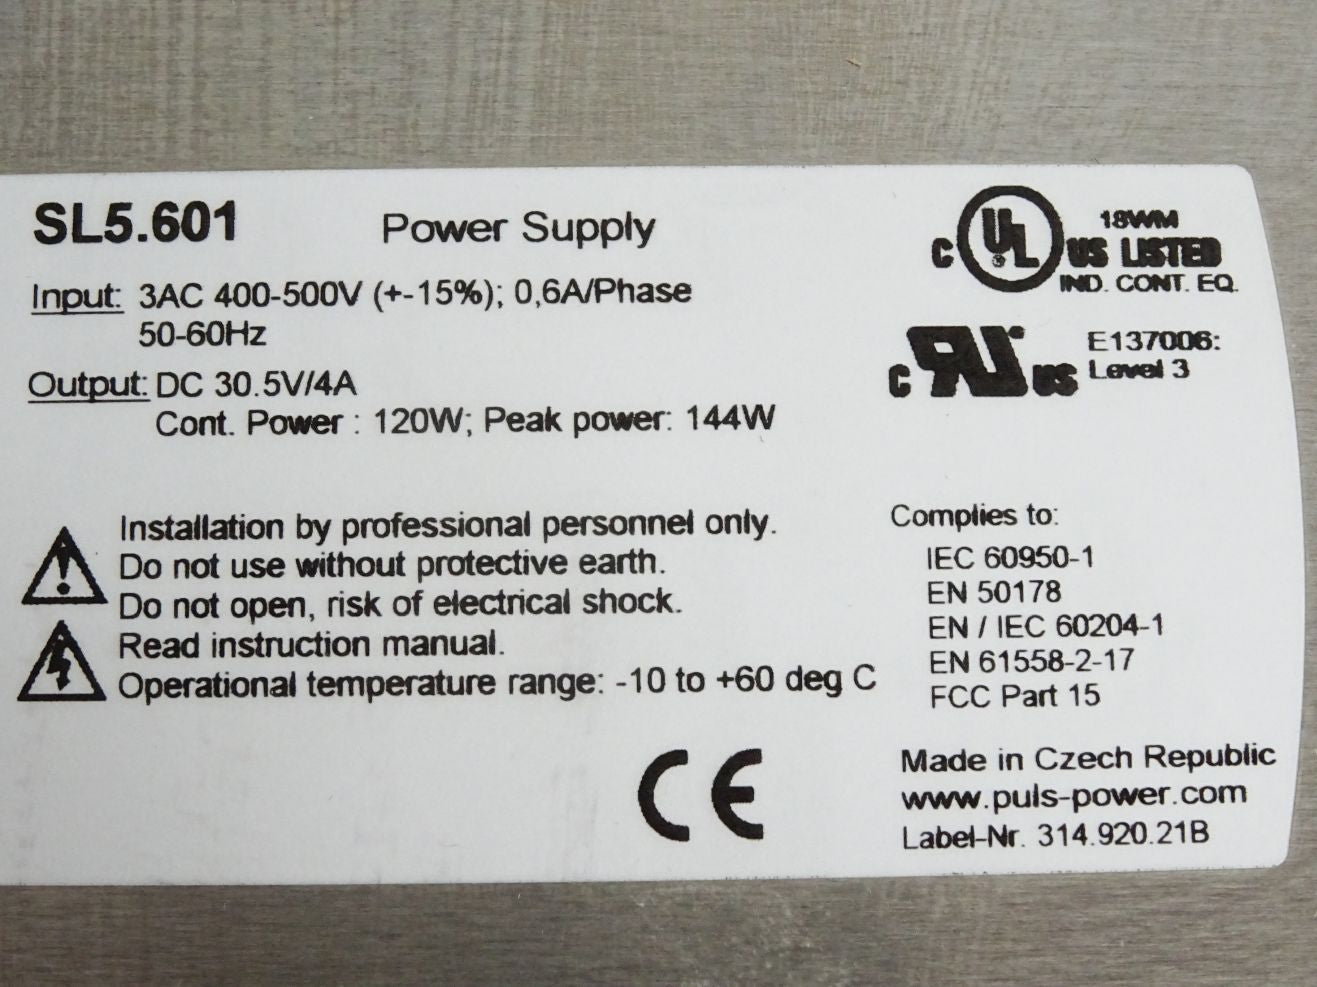 SL5.601 Power Supply
Input: 3AC 400-500V (+-15%); 0,6A/Phase
50-60Hz
Output: DC 30.5V/4A
Cont. Power : 120W; Peak power: 144W
C UL US LISTED 18WM
IND. CONT. EQ.
C RU US E137006:
Level 3
Installation by professional personnel only.
Do not use without protective earth.
Do not open, risk of electrical shock.
Read instruction manual.
Operational temperature range: -10 to +60 deg C
Complies to:
IEC 60950-1
EN 50178
EN / IEC 60204-1
EN 61558-2-17
FCC Part 15
CE
Made in Czech Republic
www.puls-power.com
Label-Nr. 314.920.21B